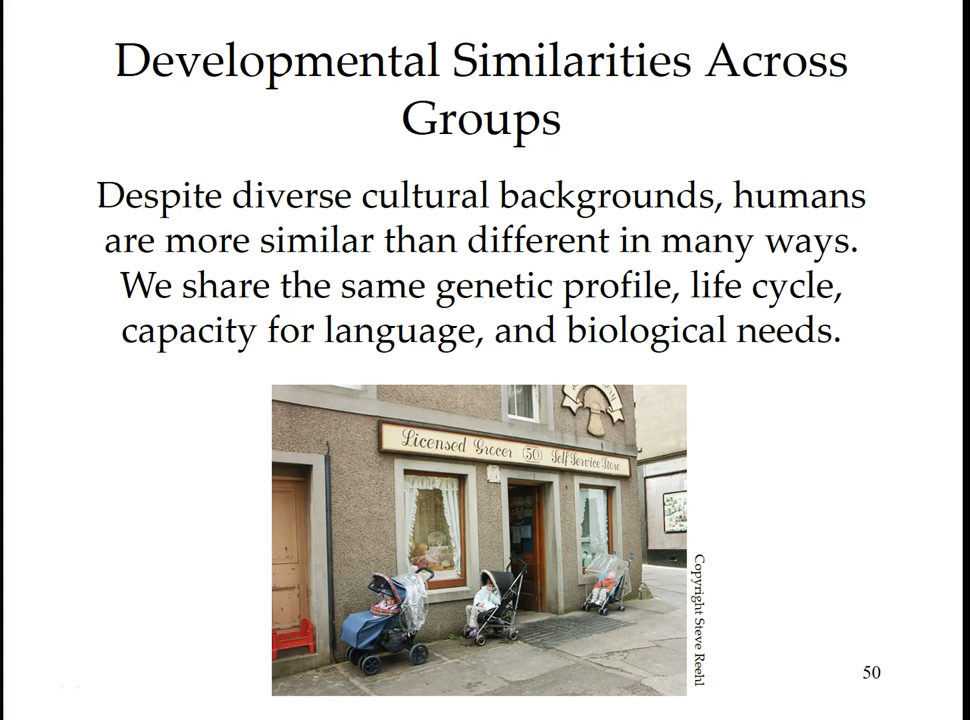 Developmental Similarities Across
Groups
Despite diverse cultural backgrounds, humans
are more similar than different in many ways.
We share the same genetic profile, life cycle,
capacity for language, and biological needs.
Licensed Grocer 50 Self Service Store
Copyright Steve Reehl
50